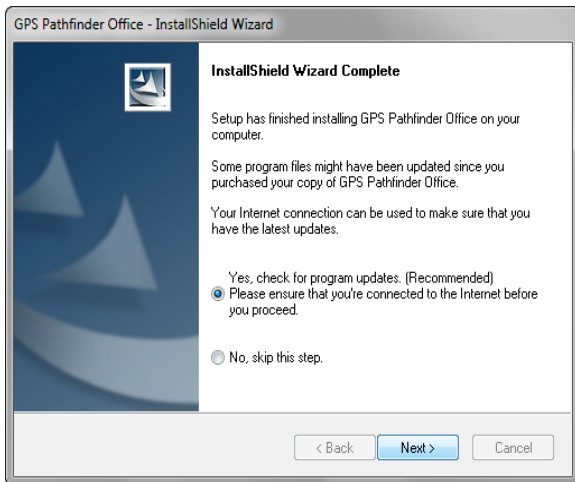 GPS Pathfinder Office - InstallShield Wizard
InstallShield Wizard Complete
Setup has finished installing GPS Pathfinder Office on your
computer.
Some program files might have been updated since you
purchased your copy of GPS Pathfinder Office.
Your Internet connection can be used to make sure that you
have the latest updates.
Yes, check for program updates. (Recommended)
Please ensure that you're connected to the Internet before
you proceed.
No, skip this step.
< Back
Next >
Cancel